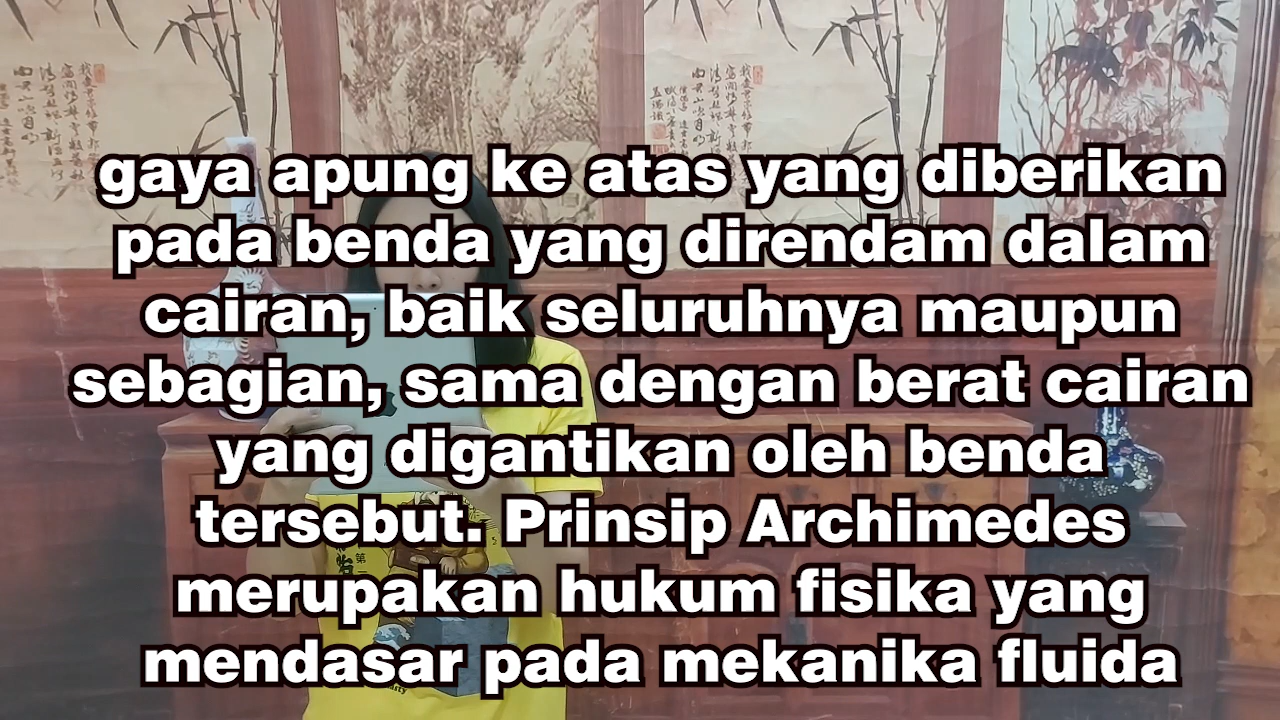 gaya apung ke atas yang diberikan
pada benda yang direndam dalam
cairan, baik seluruhnya maupun
sebagian, sama dengan berat cairan
yang digantikan oleh benda
tersebut. Prinsip Archimedes
merupakan hukum fisika yang
mendasar pada mekanika fluida